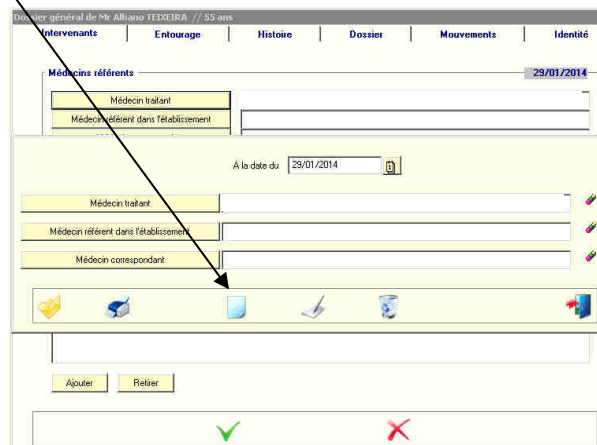 Dossier général de Mr Albano TEIXEIRA // 55 ans
Intervenants | Entourage | Histoire | Dossier | Mouvements | Identité
Médecins référents 29/01/2014
Médecin traitant
Médecin référent dans l'établissement
A la date du 29/01/2014
Médecin traitant
Médecin référent dans l'établissement
Médecin correspondant
Ajouter Retirer